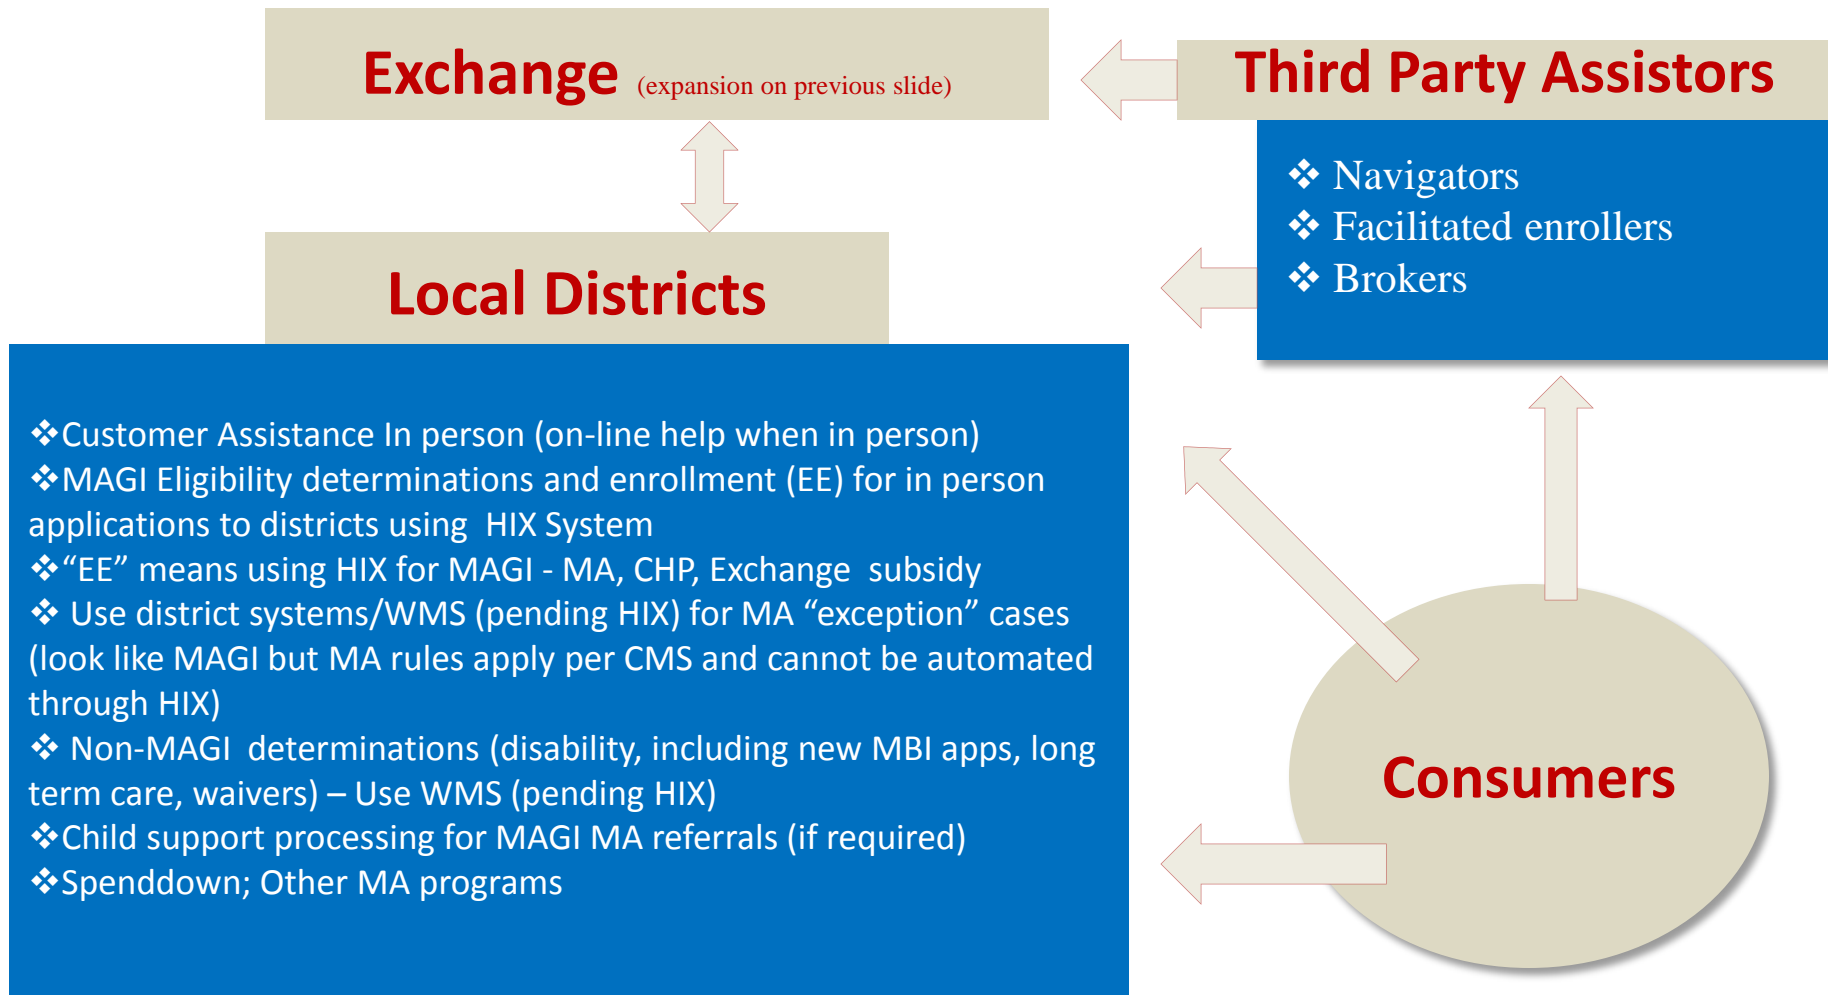 Exchange (expansion on previous slide)
Third Party Assistors
❖ Navigators
❖ Facilitated enrollers
❖ Brokers
Local Districts
❖Customer Assistance In person (on-line help when in person)
❖MAGI Eligibility determinations and enrollment (EE) for in person
applications to districts using  HIX System
❖“EE” means using HIX for MAGI - MA, CHP, Exchange  subsidy
❖ Use district systems/WMS (pending HIX) for MA “exception” cases
(look like MAGI but MA rules apply per CMS and cannot be automated
through HIX)
❖ Non-MAGI  determinations (disability, including new MBI apps, long
term care, waivers) – Use WMS (pending HIX)
❖Child support processing for MAGI MA referrals (if required)
❖Spenddown; Other MA programs
Consumers